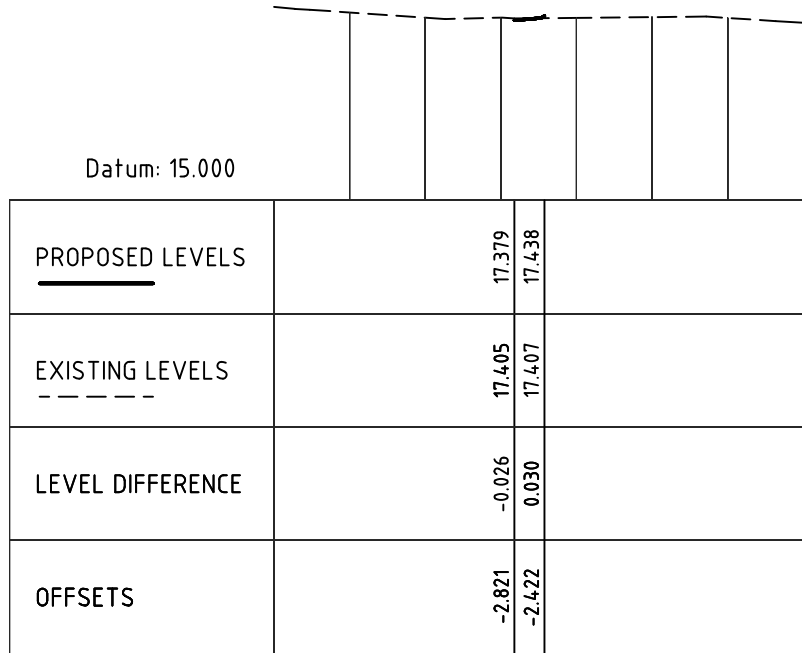 Datum: 15.000
PROPOSED LEVELS
17.379
17.438
EXISTING LEVELS
17.405
17.407
LEVEL DIFFERENCE
-0.026
0.030
OFFSETS
-2.821
-2.422